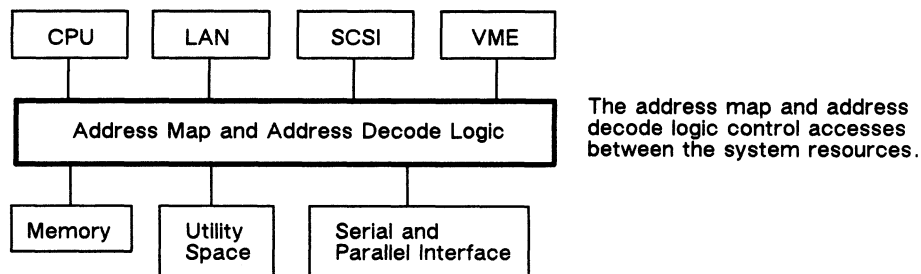 CPU
LAN
SCSI
VME
Address Map and Address Decode Logic
The address map and address
decode logic control accesses
between the system resources.
Memory
Utility
Space
Serial and
Parallel Interface